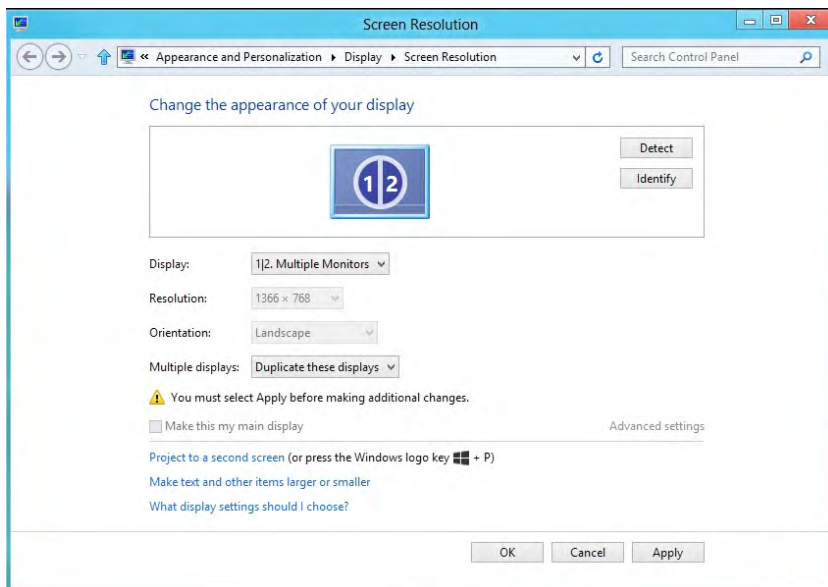 Screen Resolution
« Appearance and Personalization ▸ Display ▸ Screen Resolution
Search Control Panel
Change the appearance of your display
1 2
Detect
Identify
Display: 1|2. Multiple Monitors
Resolution: 1366 × 768
Orientation: Landscape
Multiple displays: Duplicate these displays
You must select Apply before making additional changes.
Make this my main display
Advanced settings
Project to a second screen (or press the Windows logo key + P)
Make text and other items larger or smaller
What display settings should I choose?
OK Cancel Apply